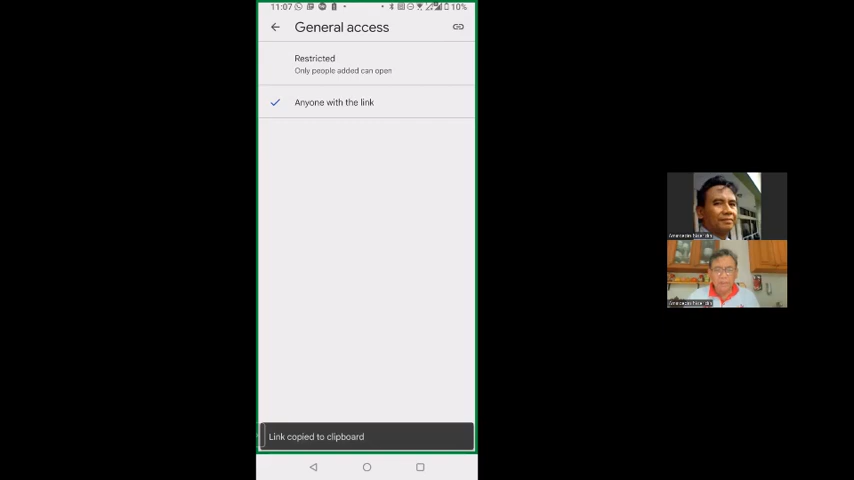 11:07
10%
General access
Restricted
Only people added can open
Anyone with the link
Link copied to clipboard